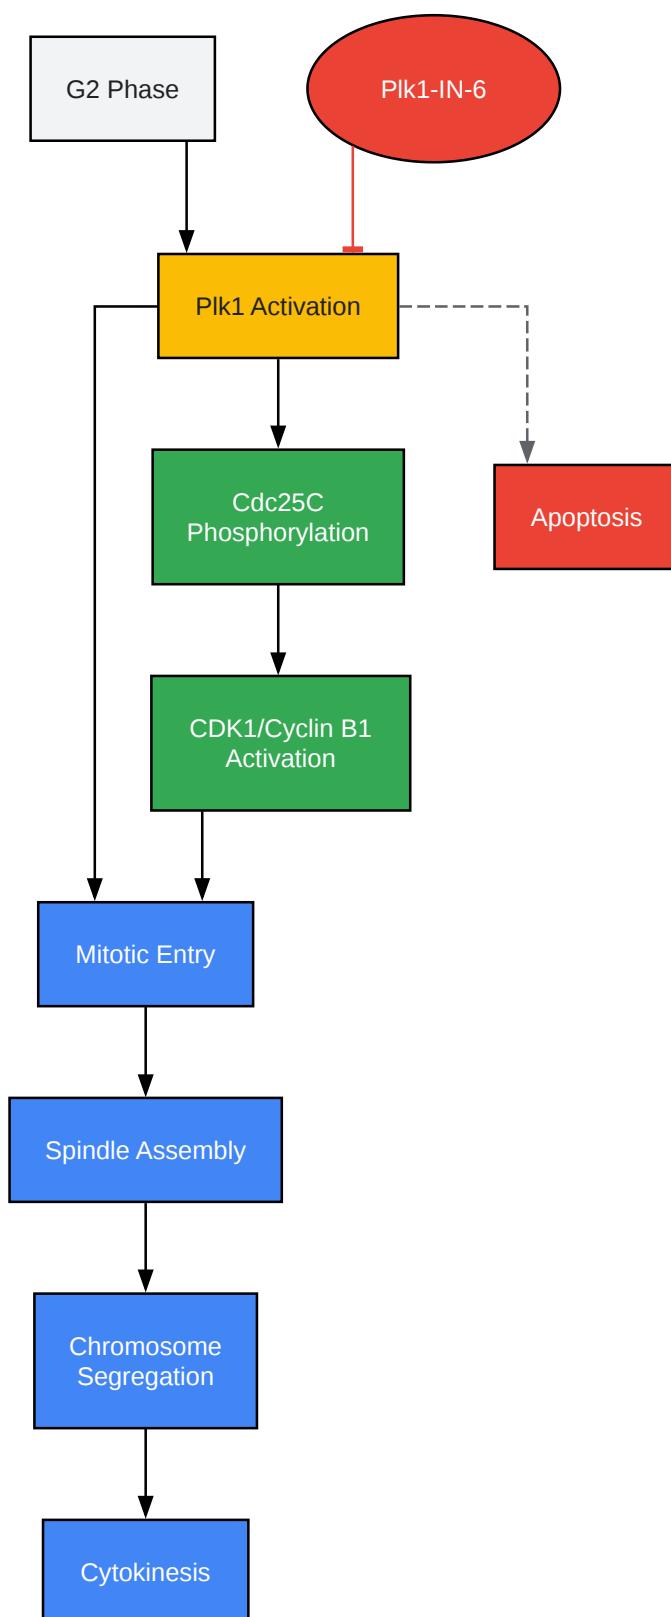 G2 Phase
Plk1-IN-6
Plk1 Activation
Cdc25C
Phosphorylation
Apoptosis
CDK1/Cyclin B1
Activation
Mitotic Entry
Spindle Assembly
Chromosome
Segregation
Cytokinesis